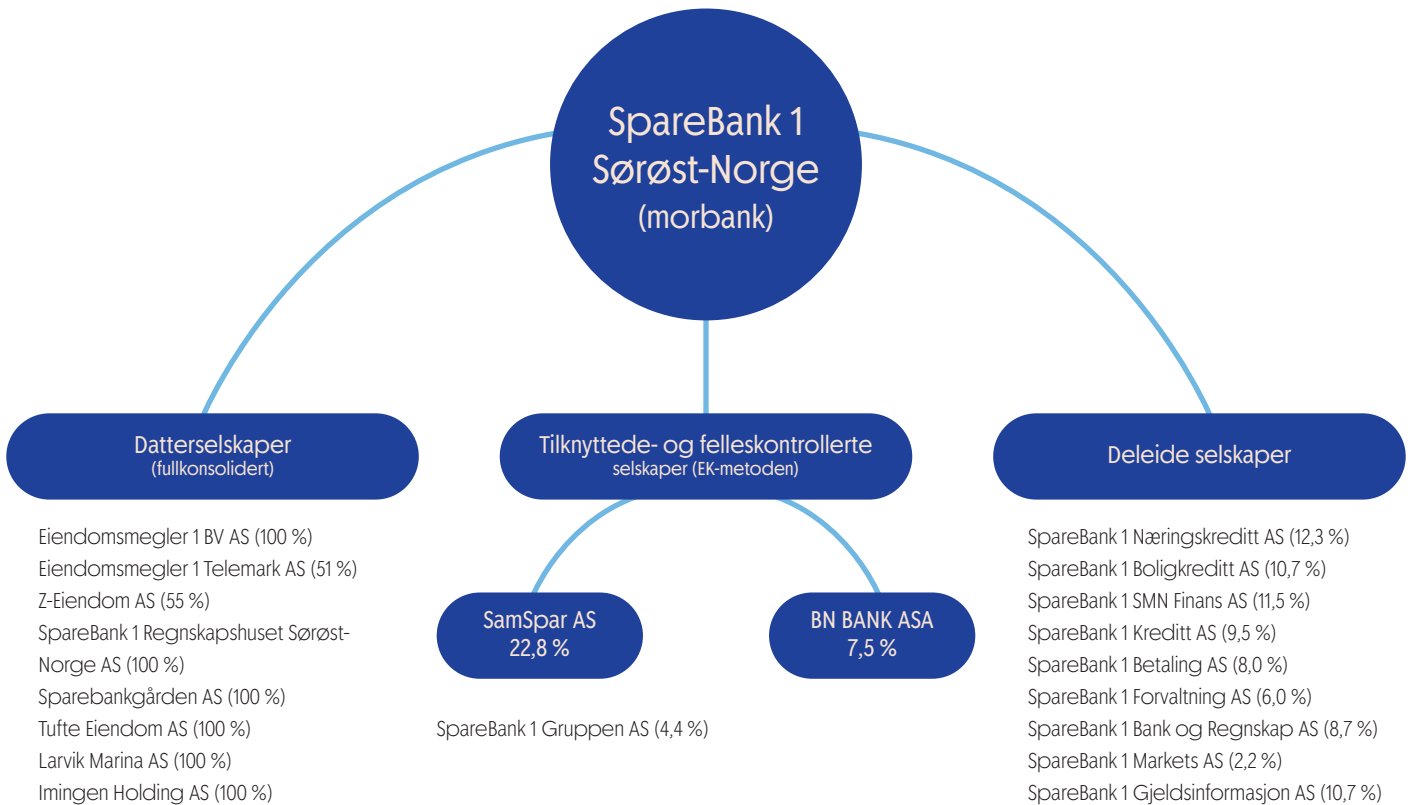 SpareBank 1
Sørøst-Norge
(morbank)
Datterselskaper
(fullkonsolidert)
Eiendomsmegler 1 BV AS (100 %)
Eiendomsmegler 1 Telemark AS (51 %)
Z-Eiendom AS (55 %)
SpareBank 1 Regnskapshuset Sørøst-
Norge AS (100 %)
Sparebankgården AS (100 %)
Tufte Eiendom AS (100 %)
Larvik Marina AS (100 %)
Imingen Holding AS (100 %)
Tilknyttede- og felleskontrollerte
selskaper (EK-metoden)
SamSpar AS
22,8 %
BN BANK ASA
7,5 %
SpareBank 1 Gruppen AS (4,4 %)
Deleide selskaper
SpareBank 1 Næringskreditt AS (12,3 %)
SpareBank 1 Boligkreditt AS (10,7 %)
SpareBank 1 SMN Finans AS (11,5 %)
SpareBank 1 Kreditt AS (9,5 %)
SpareBank 1 Betaling AS (8,0 %)
SpareBank 1 Forvaltning AS (6,0 %)
SpareBank 1 Bank og Regnskap AS (8,7 %)
SpareBank 1 Markets AS (2,2 %)
SpareBank 1 Gjeldsinformasjon AS (10,7 %)